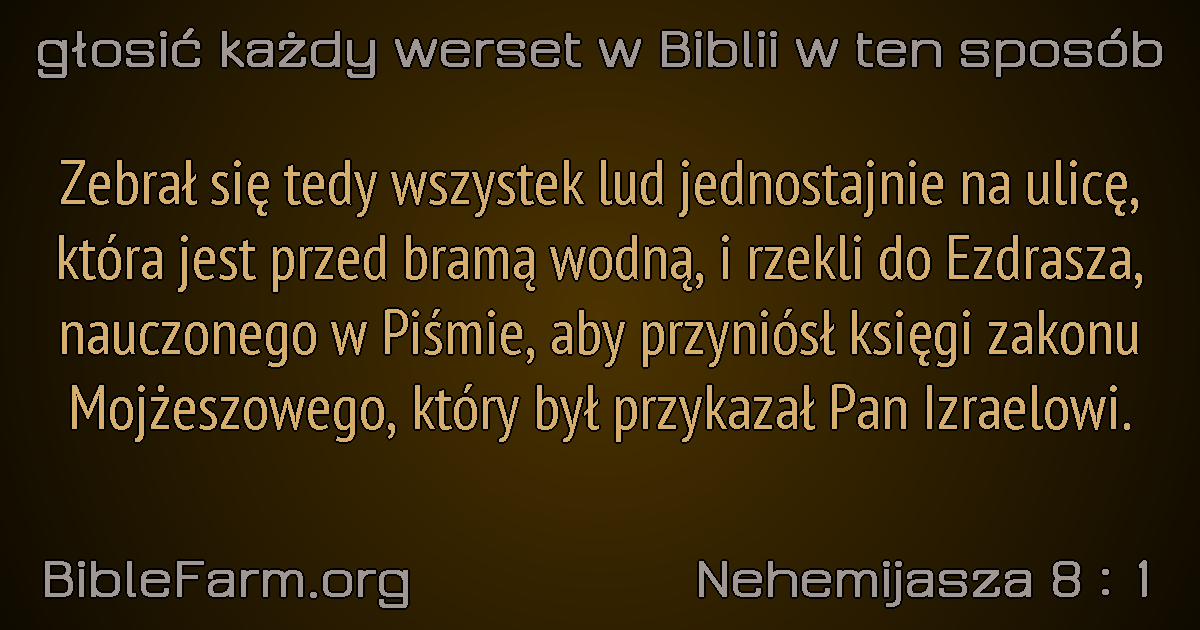 głosić każdy werset w Biblii w ten sposób
Zebrał się tedy wszystek lud jednostajnie na ulicę,
która jest przed bramą wodną, i rzekli do Ezdrasza,
nauczonego w Piśmie, aby przyniósł księgi zakonu
Mojżeszowego, który był przykazał Pan Izraelowi.
BibleFarm.org
Nehemijasza 8 : 1